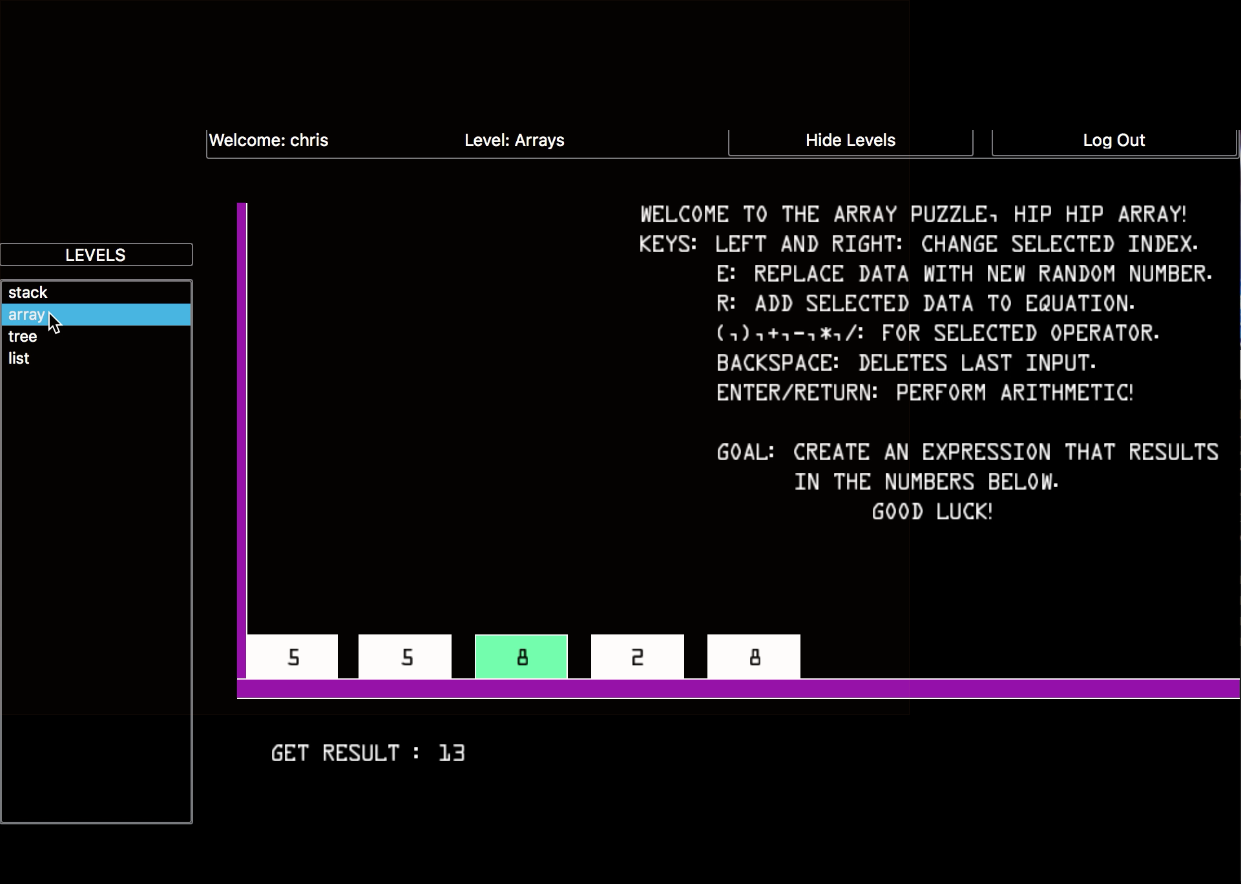 Welcome: chris
Level: Arrays
Hide Levels
Log Out
LEVELS
stack
array
tree
list
WELCOME TO THE ARRAY PUZZLE, HIP HIP ARRAY!
KEYS: LEFT AND RIGHT: CHANGE SELECTED INDEX.
E: REPLACE DATA WITH NEW RANDOM NUMBER.
R: ADD SELECTED DATA TO EQUATION.
(,),+,-,*,/: FOR SELECTED OPERATOR.
BACKSPACE: DELETES LAST INPUT.
ENTER/RETURN: PERFORM ARITHMETIC!
GOAL: CREATE AN EXPRESSION THAT RESULTS
IN THE NUMBERS BELOW.
GOOD LUCK!
5 5 8 2 8
GET RESULT : 13